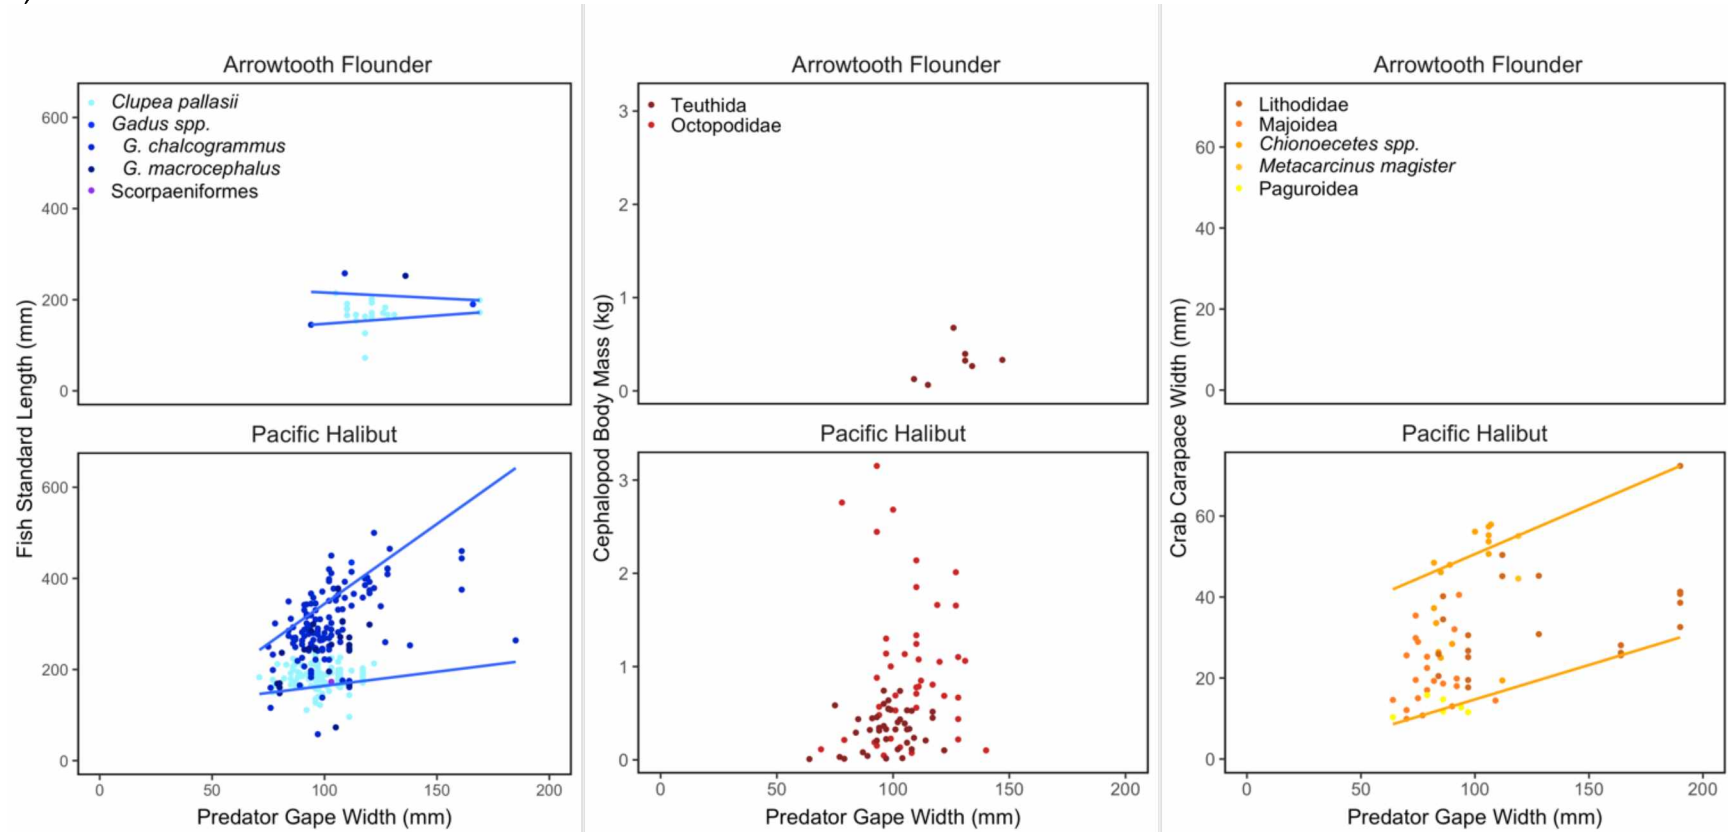 Arrowtooth Flounder
Clupea pallasii
Gadus spp.
G. chalcogrammus
G. macrocephalus
Scorpaeniformes
600
400
200
0
Pacific Halibut
600
400
200
0
0 50 100 150 200
Predator Gape Width (mm)
Fish Standard Length (mm)
Arrowtooth Flounder
Teuthida
Octopodidae
3
2
1
0
Pacific Halibut
3
2
1
0
0 50 100 150 200
Predator Gape Width (mm)
Cephalopod Body Mass (kg)
Arrowtooth Flounder
Lithodidae
Majoidea
Chionoecetes spp.
Metacarcinus magister
Paguroidea
60
40
20
0
Pacific Halibut
60
40
20
0
0 50 100 150 200
Predator Gape Width (mm)
Crab Carapace Width (mm)